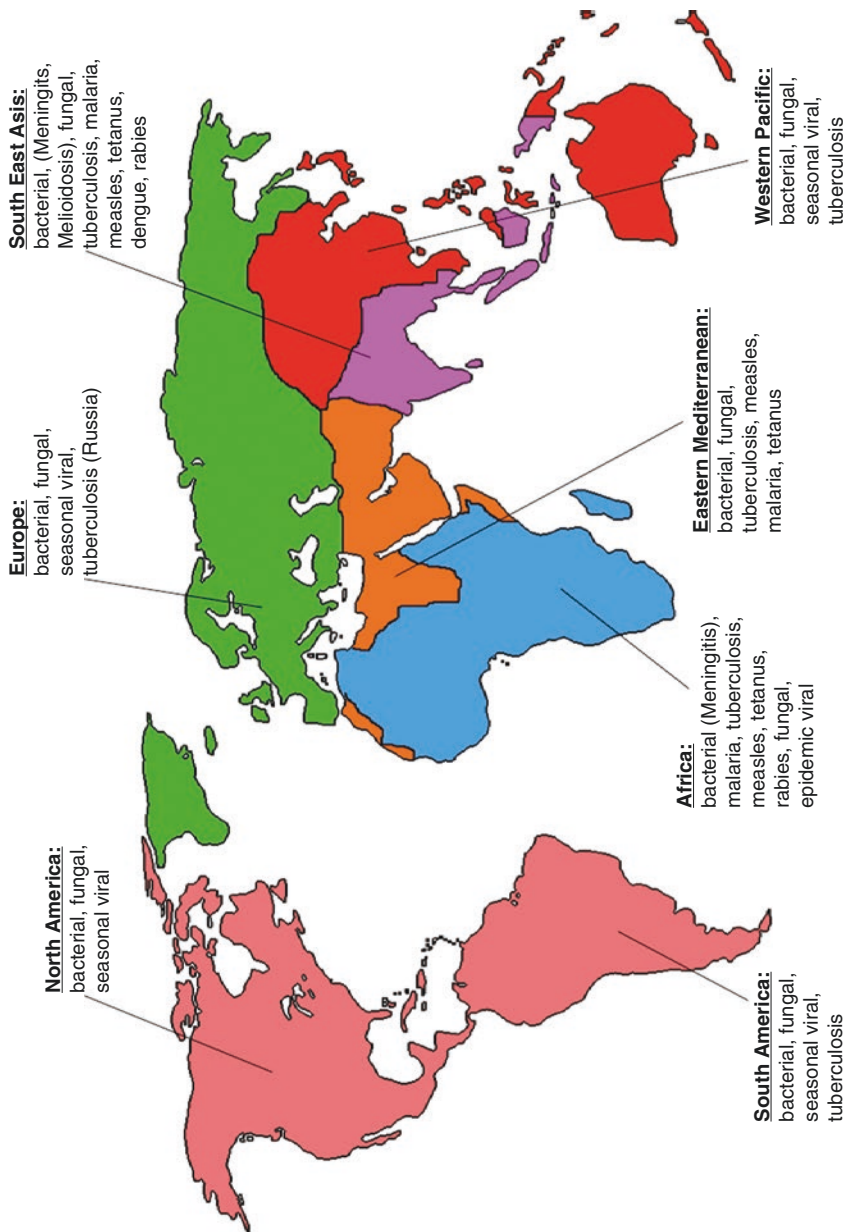 North America:
bacterial, fungal,
seasonal viral
Europe:
bacterial, fungal,
seasonal viral,
tuberculosis (Russia)
South East Asis:
bacterial, (Meningits,
Melioidosis), fungal,
tuberculosis, malaria,
measles, tetanus,
dengue, rabies
South America:
bacterial, fungal,
seasonal viral,
tuberculosis
Africa:
bacterial (Meningitis),
malaria, tuberculosis,
measles, tetanus,
rabies, fungal,
epidemic viral
Eastern Mediterranean:
bacterial, fungal,
tuberculosis, measles,
malaria, tetanus
Western Pacific:
bacterial, fungal,
seasonal viral,
tuberculosis